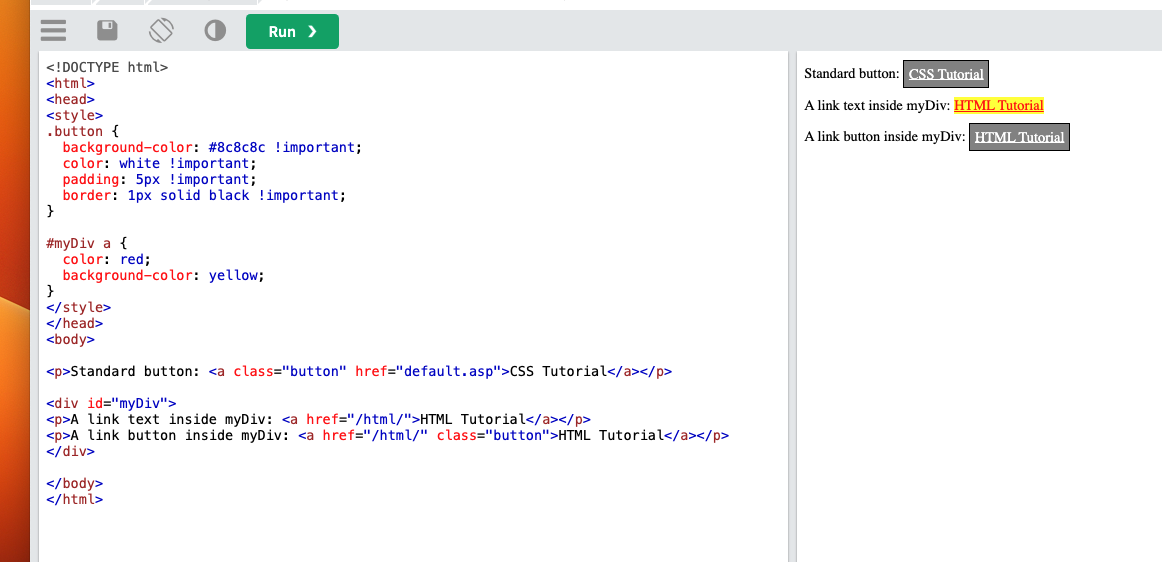 Run ❯
<!DOCTYPE html>
<html>
<head>
<style>
.button {
  background-color: #8c8c8c !important;
  color: white !important;
  padding: 5px !important;
  border: 1px solid black !important;
}

#myDiv a {
  color: red;
  background-color: yellow;
}
</style>
</head>
<body>

<p>Standard button: <a class="button" href="default.asp">CSS Tutorial</a></p>

<div id="myDiv">
<p>A link text inside myDiv: <a href="/html/">HTML Tutorial</a></p>
<p>A link button inside myDiv: <a href="/html/" class="button">HTML Tutorial</a></p>
</div>

</body>
</html>
Standard button: CSS Tutorial
A link text inside myDiv: HTML Tutorial
A link button inside myDiv: HTML Tutorial